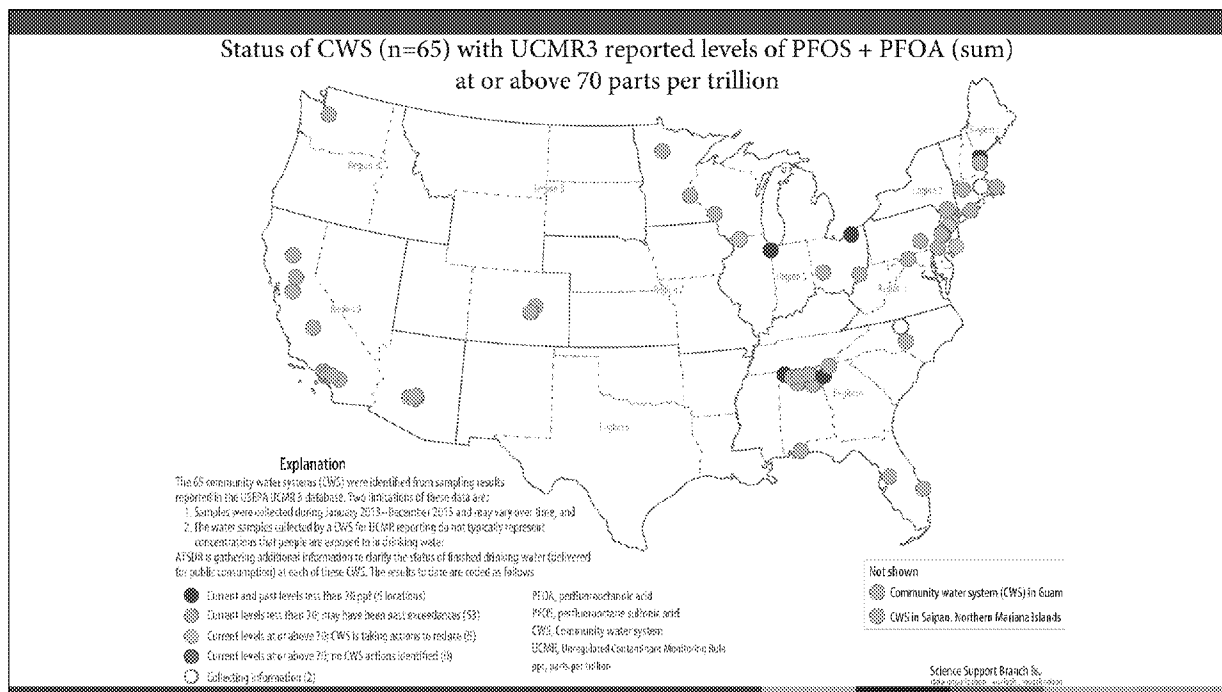 Status of CWS (n=65) with UCMR3 reported levels of PFOS + PFOA (sum)
at or above 70 parts per trillion
Region 9
Region 5
Explanation
The 65 community water systems (CWS) were identified from sampling results
reported in the USEPA UCMR 3 database. Two limitations of these data are:
1. Samples were collected during January 2013–December 2015 and may vary over time, and
2. The water samples collected by a CWS for UCMR reporting do not typically represent
concentrations that people are exposed to in drinking water.
ATSDR is gathering additional information to clarify the status of finished drinking water (delivered
for public consumption) at each of these CWS. The results to date are coded as follows
Current and past levels less than 70 ppt (5 locations)
Current levels less than 70; may have been past exceedances (53)
Current levels at or above 70; CWS is taking actions to reduce (5)
Current levels at or above 70; no CWS actions identified
Collecting information (2)
PFOA, perfluorooctanoic acid
PFOS, perfluorooctane sulfonic acid
CWS, Community water system
UCMR, Unregulated Contaminant Monitoring Rule
ppt, parts per trillion
Not shown
Community water system (CWS) in Guam
CWS in Saipan, Northern Mariana Islands
Science Support Branch